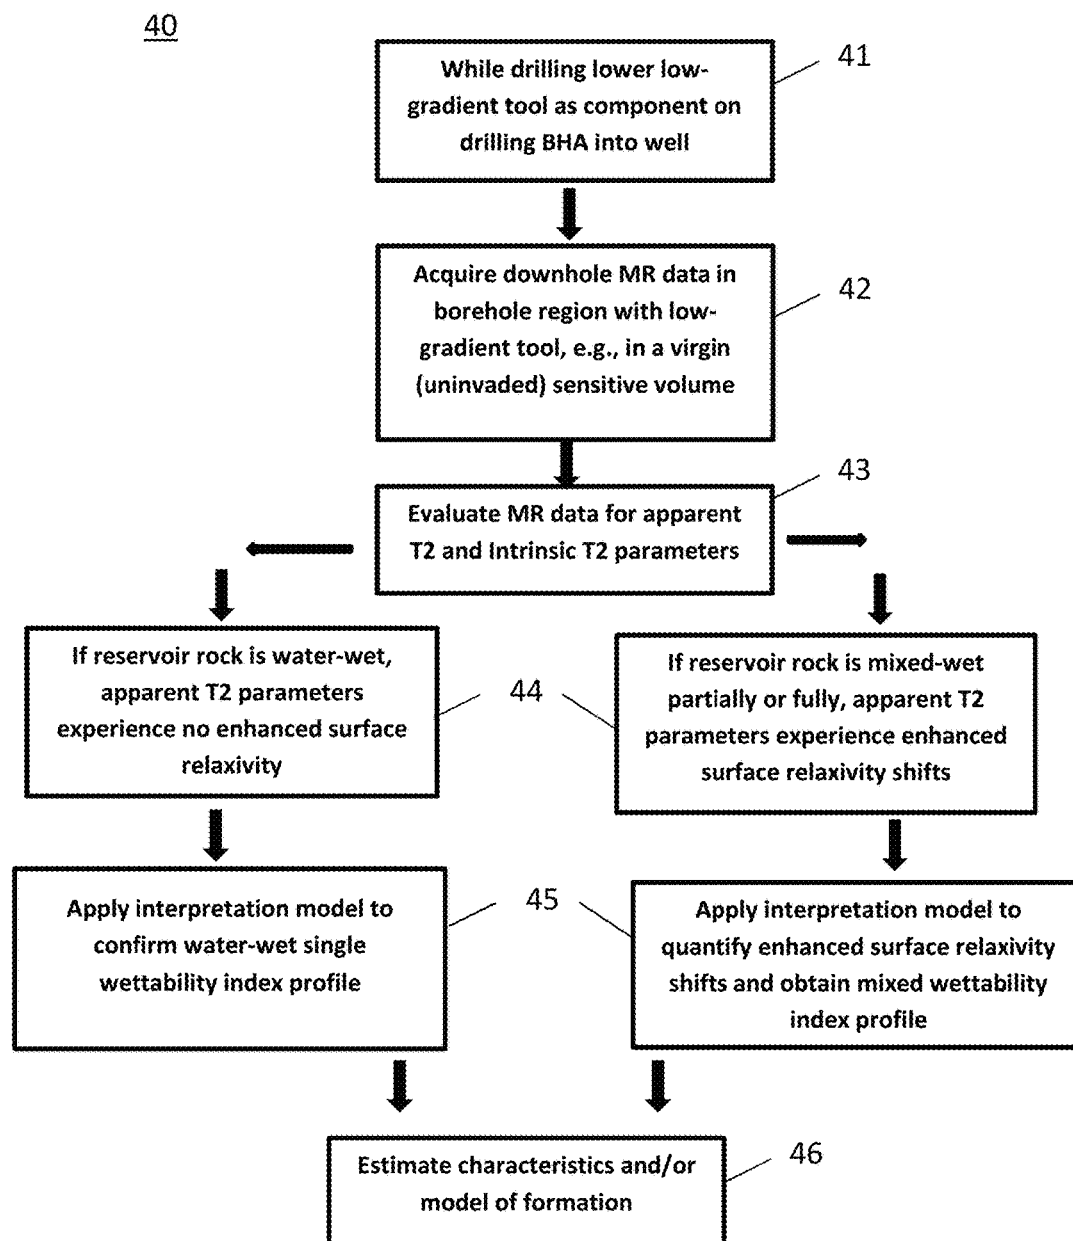 40
While drilling lower low-
gradient tool as component on
drilling BHA into well
41
Acquire downhole MR data in
borehole region with low-
gradient tool, e.g., in a virgin
(uninvaded) sensitive volume
42
43
Evaluate MR data for apparent
T2 and Intrinsic T2 parameters
If reservoir rock is water-wet,
apparent T2 parameters
experience no enhanced surface
relaxivity
44
If reservoir rock is mixed-wet
partially or fully, apparent T2
parameters experience enhanced
surface relaxivity shifts
Apply interpretation model to
confirm water-wet single
wettability index profile
45
Apply interpretation model to
quantify enhanced surface relaxivity
shifts and obtain mixed wettability
index profile
Estimate characteristics and/or
model of formation
46